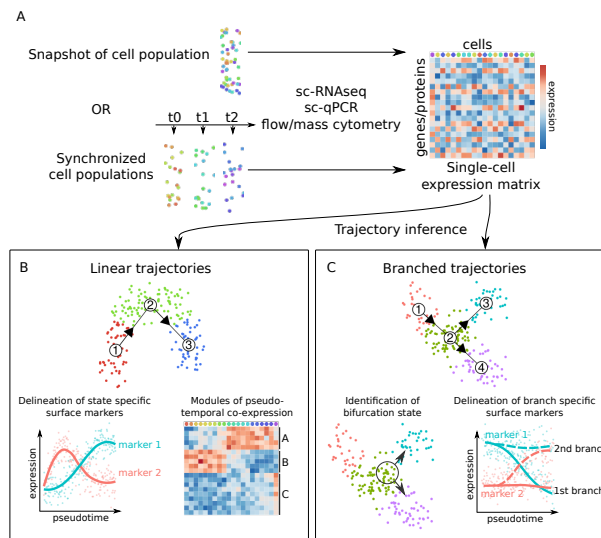 A
Snapshot of cell population
OR
t0 t1 t2
Synchronized
cell populations
sc-RNAseq
sc-qPCR
flow/mass cytometry
cells
genes/proteins
expression
Single-cell
expression matrix
Trajectory inference
B
Linear trajectories
1
2
3
Delineation of state specific
surface markers
expression
marker 1
marker 2
pseudotime
Modules of pseudo-
temporal co-expression
A
B
C
C
Branched trajectories
1
2
3
4
Identification of
bifurcation state
Delineation of branch specific
surface markers
expression
marker 1
marker 2
2nd branch
1st branch
pseudotime